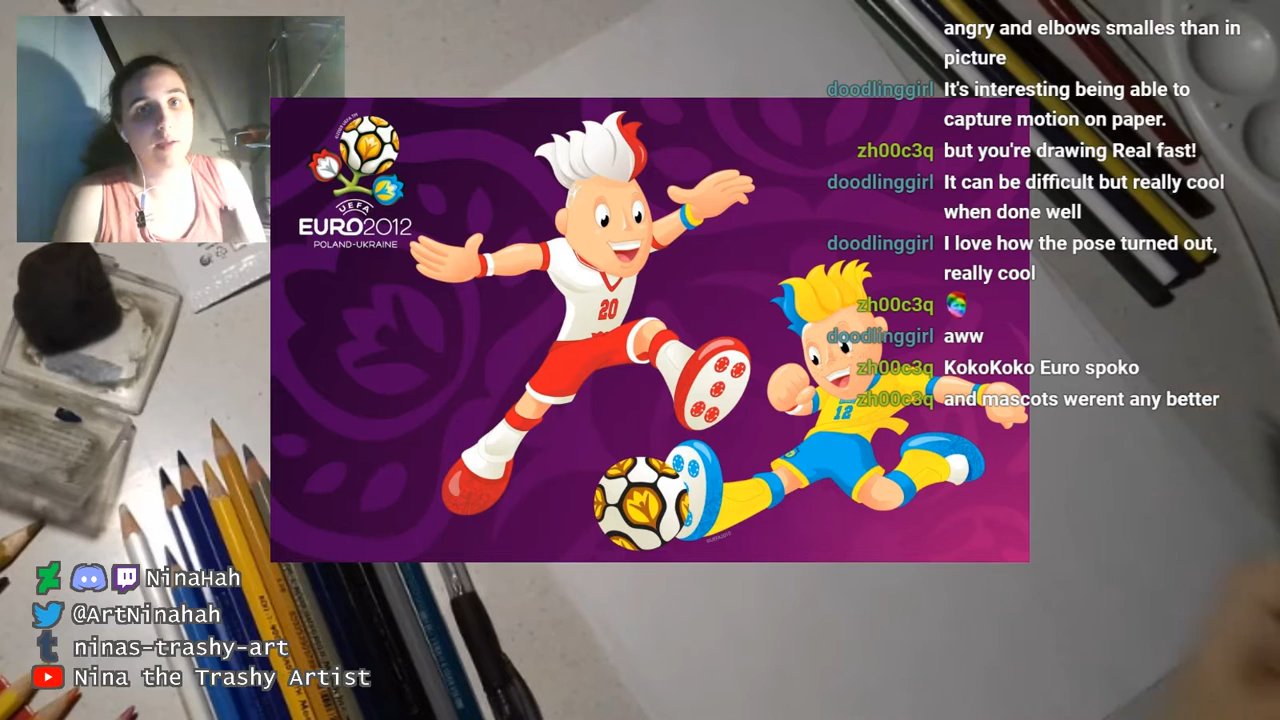 angry and elbows smalles than in
picture
doodlinggirl It's interesting being able to
capture motion on paper.
zh00c3q but you're drawing Real fast!
doodlinggirl It can be difficult but really cool
when done well
doodlinggirl I love how the pose turned out,
really cool
zh00c3q
doodlinggirl aww
zh00c3q KokoKoko Euro spoko
zh00c3q and mascots werent any better
UEFA
EURO2012
POLAND-UKRAINE
20
12
NinaHah
@ArtNinahah
ninas-trashy-art
Nina the Trashy Artist